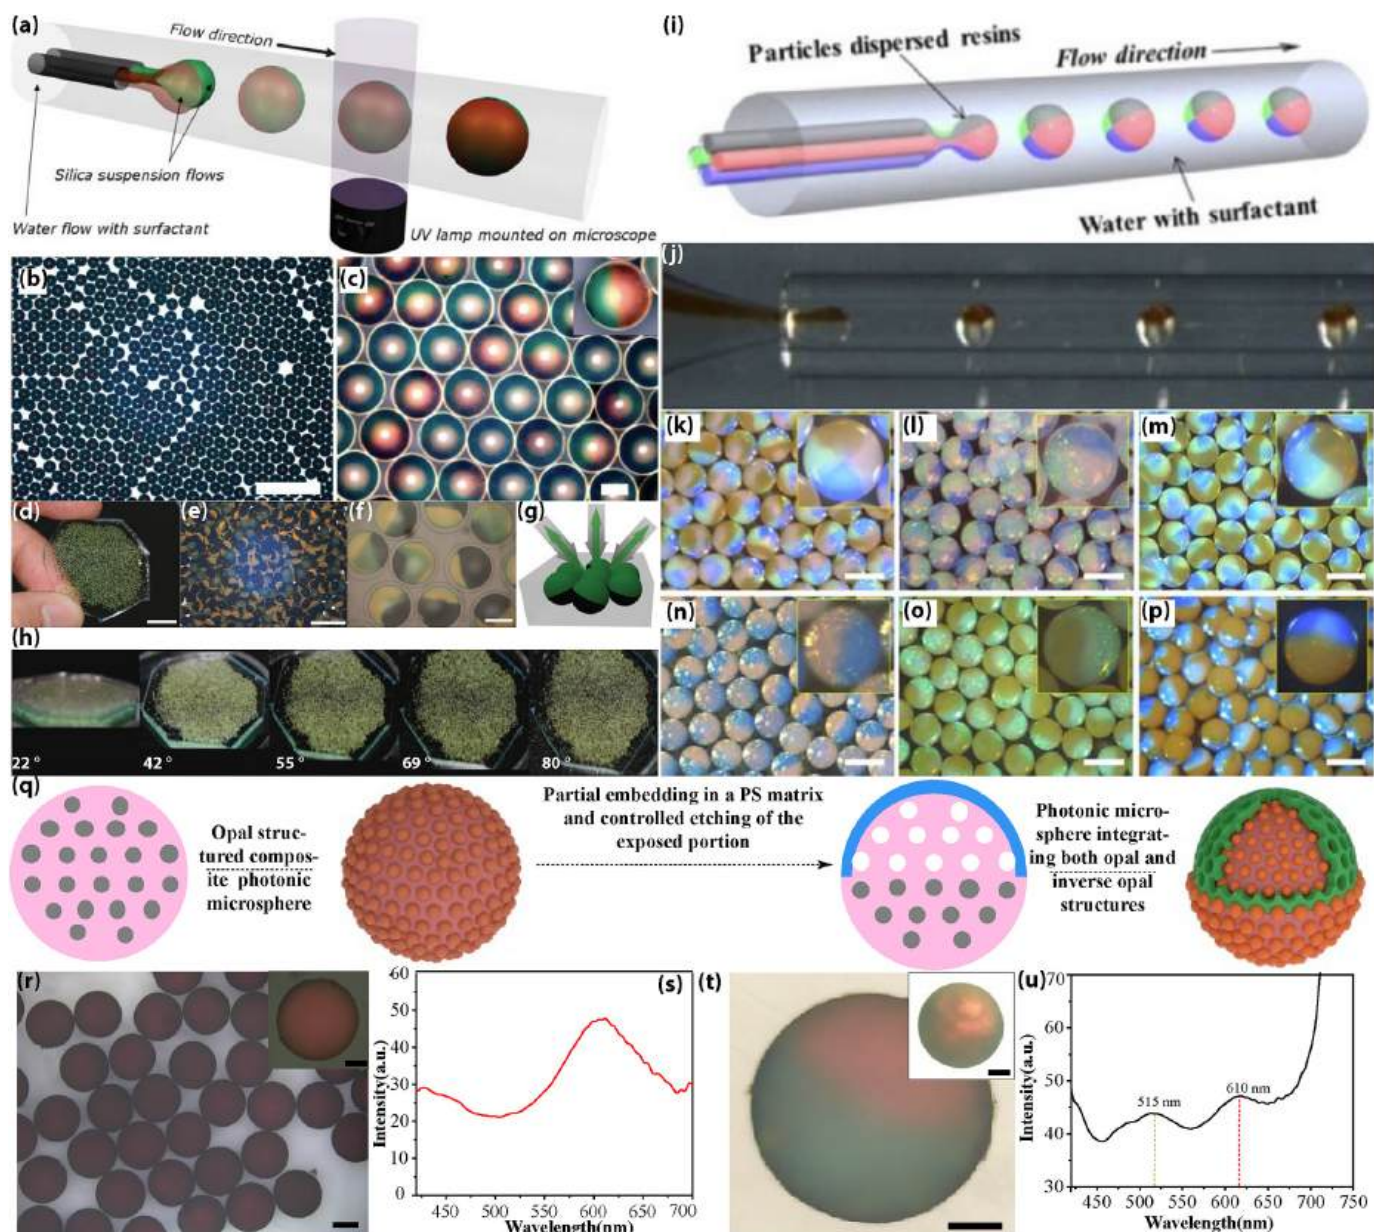 (a)
Flow direction
Silica suspension flows
Water flow with surfactant
UV lamp mounted on microscope
(i)
Particles dispersed resins
Flow direction
Water with surfactant
(b)
(c)
(j)
(d)
(e)
(f)
(g)
(k)
(l)
(m)
(h)
22°
42°
55°
69°
80°
(n)
(o)
(p)
(q)
Opal struc-
tured compos-
ite photonic
microsphere
Partial embedding in a PS matrix
and controlled etching of the
exposed portion
Photonic micro-
sphere integrat-
ing both opal and
inverse opal
structures
(r)
(s)
60
50
40
30
20
10
0
Intensity(a.u.)
450 500 550 600 650 700
Wavelength(nm)
(t)
(u)
70
60
50
40
30
Intensity(a.u.)
515 nm
610 nm
450 500 550 600 650 700 750
Wavelength(nm)